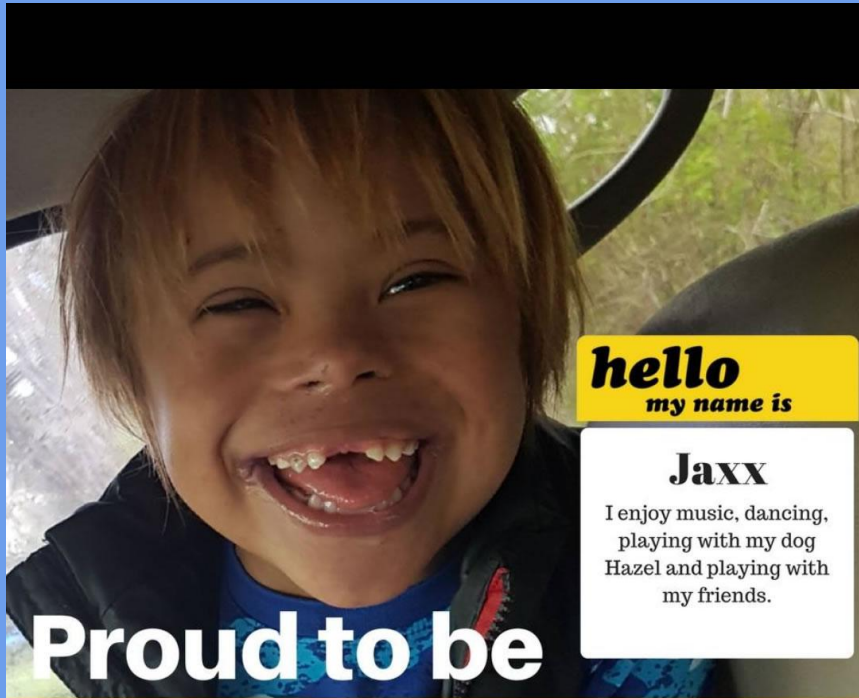 hello
my name is
Jaxx
I enjoy music, dancing,
playing with my dog
Hazel and playing with
my friends.
Proud to be